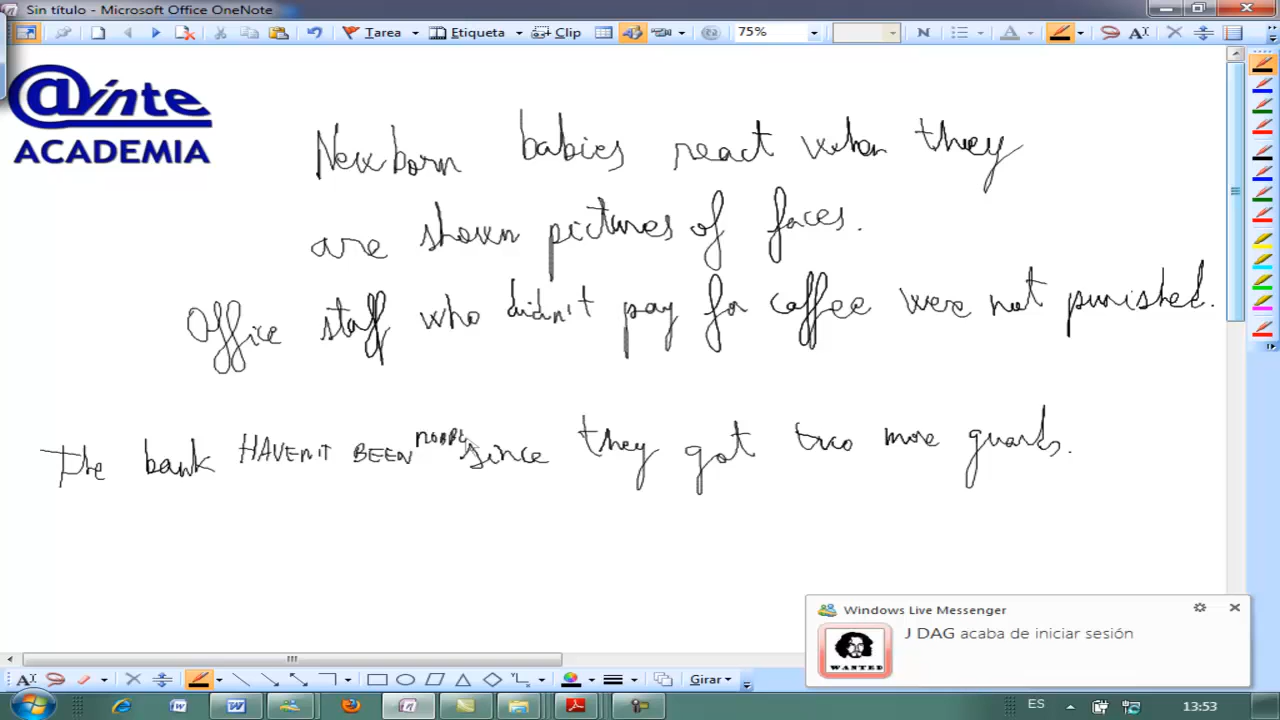 Sin título - Microsoft Office OneNote
Tarea Etiqueta Clip 75%
@inte
ACADEMIA
Newborn babies react when they
are shown pictures of faces.
Office staff who didn't pay for coffee were not punished.
The bank HAVEN'T BEEN since they got two more guards.
Windows Live Messenger
J DAG acaba de iniciar sesión
WANTED
Girar
ES 13:53